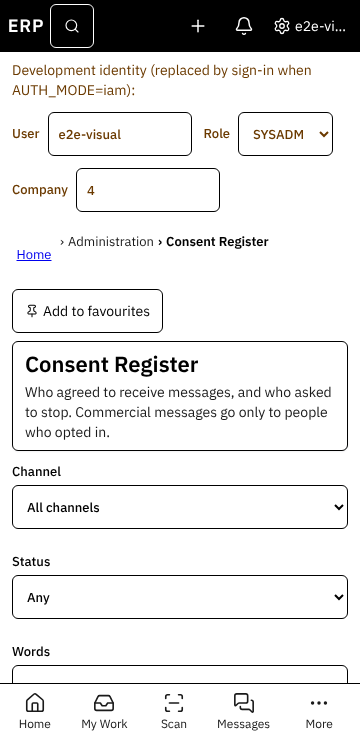 ERP e2e-vi...
Development identity (replaced by sign-in when
AUTH_MODE=iam):
User e2e-visual Role SYSADM
Company 4
Home › Administration › Consent Register
Add to favourites
Consent Register
Who agreed to receive messages, and who asked
to stop. Commercial messages go only to people
who opted in.
Channel
All channels
Status
Any
Words
Home My Work Scan Messages More